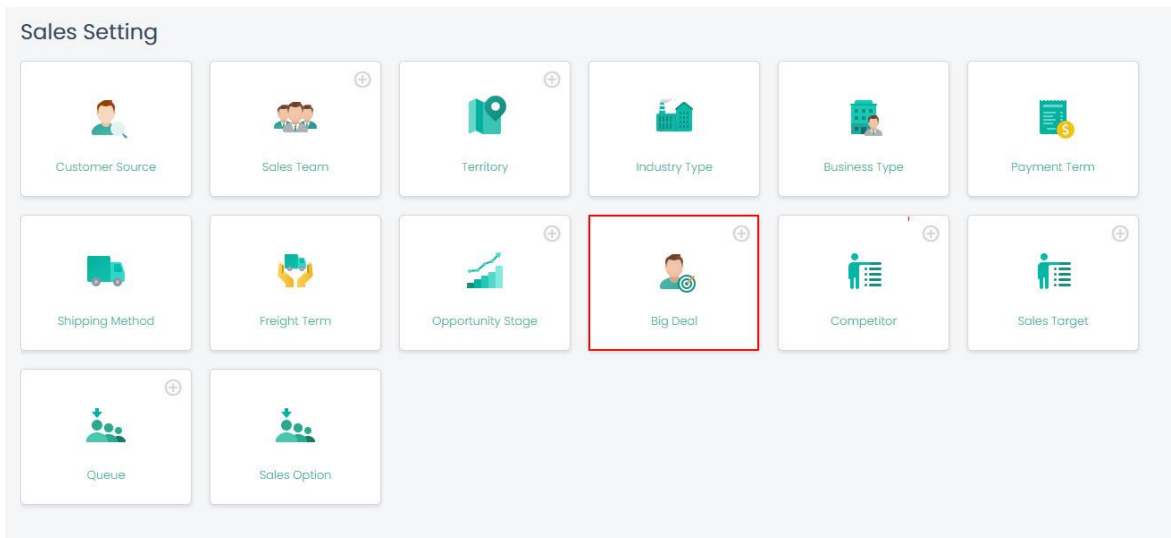 Sales Setting
Customer Source
Sales Team
Territory
Industry Type
Business Type
Payment Term
Shipping Method
Freight Term
Opportunity Stage
Big Deal
Competitor
Sales Target
Queue
Sales Option